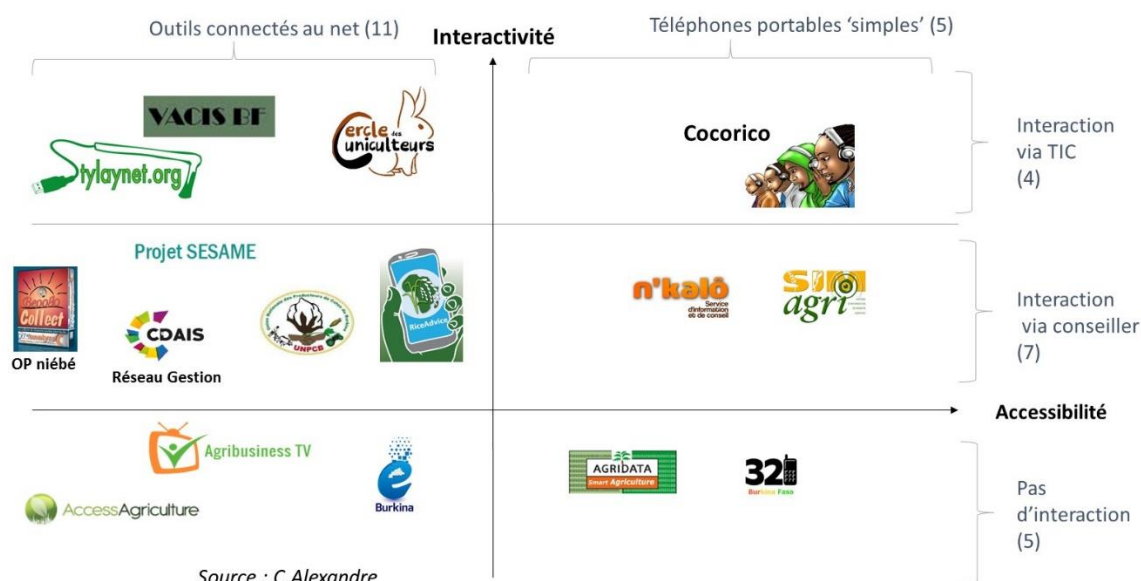 Outils connectés au net (11)
Interactivité
Téléphones portables ‘simples’ (5)
VACIS BF
Cercle des
Cuniculteurs
tylaynet.org
Cocorico
Interaction
via TIC
(4)
Projet SESAME
Collect
OP niébé
CDAIS
Réseau Gestion
UNPCB
RiceAdvice
n'kalô
Service
d'information
et de conseil
SIM
agri
Interaction
via conseiller
(7)
Accessibilité
Agribusiness TV
AccessAgriculture
e
Burkina
AGRIDATA
Smart Agriculture
321
Burkina Faso
Pas
d’interaction
(5)
Source : C Alexandre